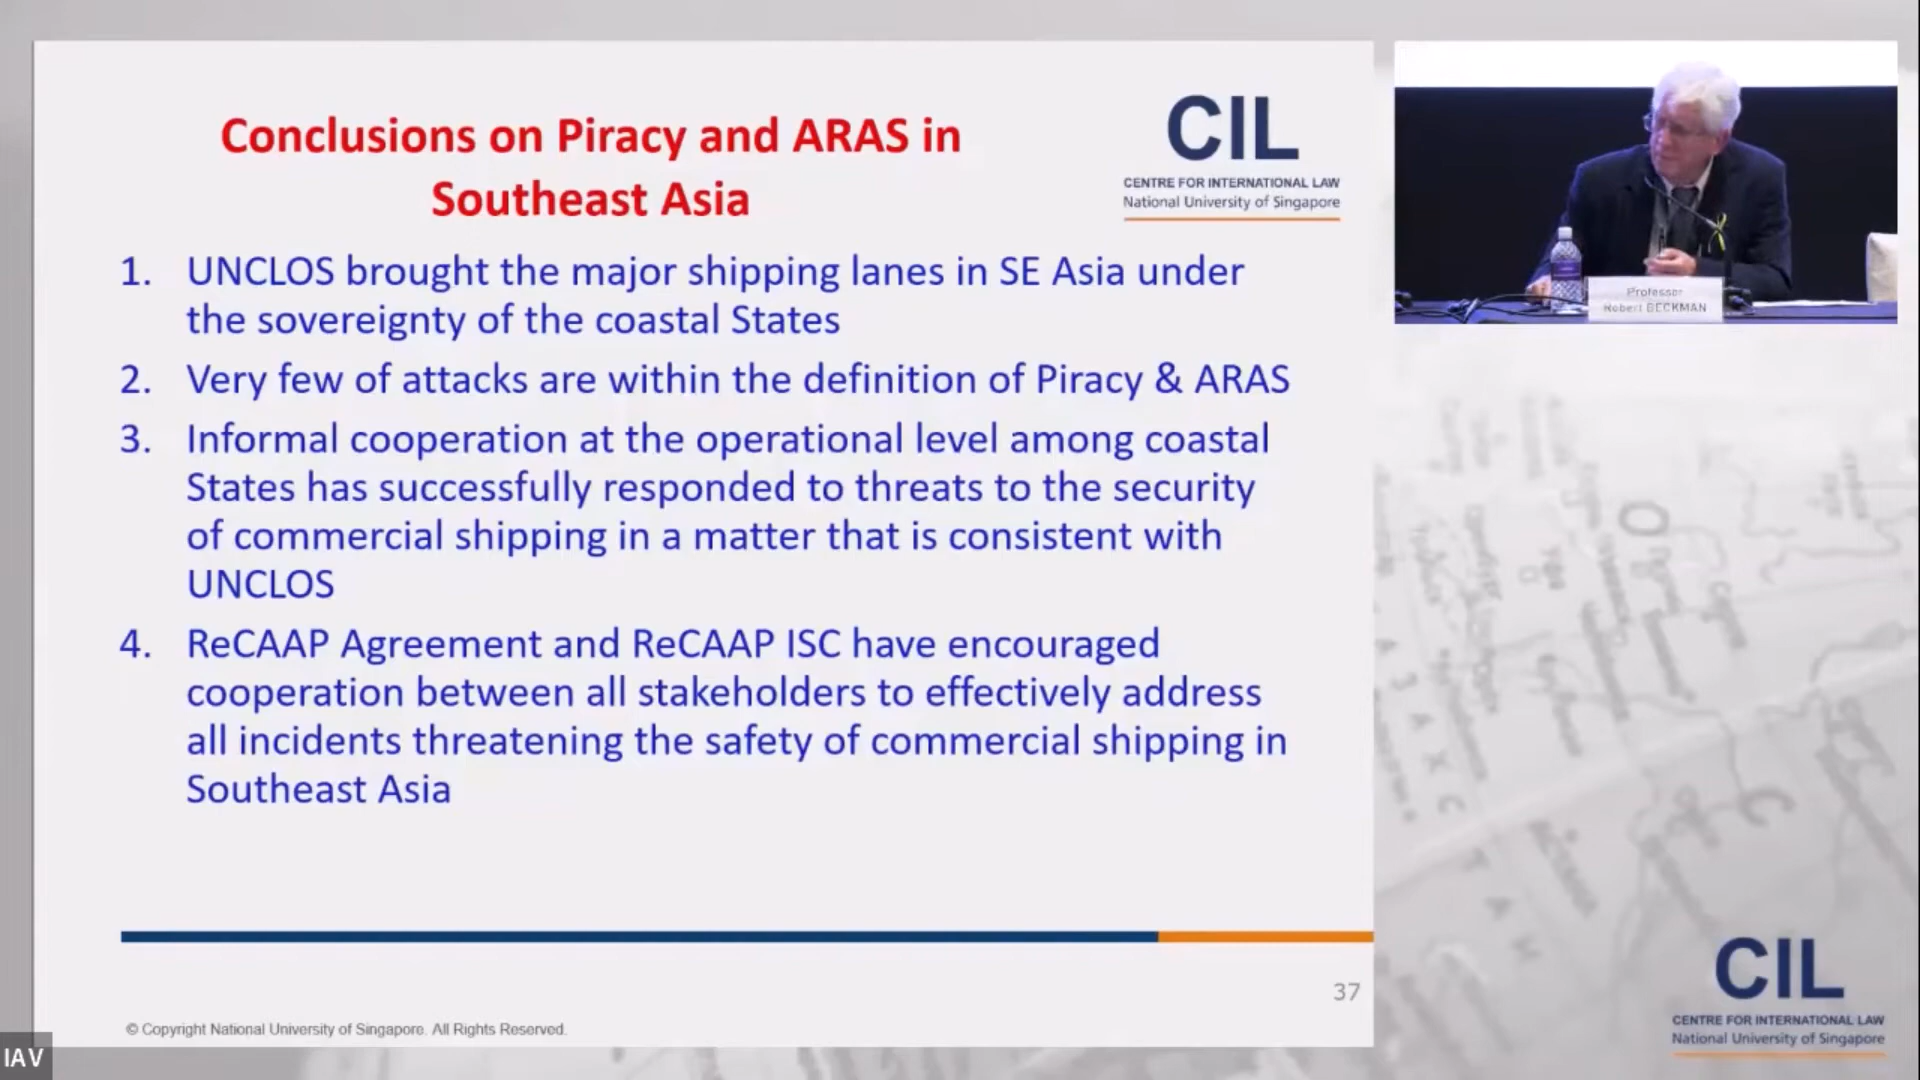 Conclusions on Piracy and ARAS in
Southeast Asia
CIL
CENTRE FOR INTERNATIONAL LAW
National University of Singapore
1. UNCLOS brought the major shipping lanes in SE Asia under
the sovereignty of the coastal States
2. Very few of attacks are within the definition of Piracy & ARAS
3. Informal cooperation at the operational level among coastal
States has successfully responded to threats to the security
of commercial shipping in a matter that is consistent with
UNCLOS
4. ReCAAP Agreement and ReCAAP ISC have encouraged
cooperation between all stakeholders to effectively address
all incidents threatening the safety of commercial shipping in
Southeast Asia
37
© Copyright National University of Singapore. All Rights Reserved.
IAV
Professor
Robert BECKMAN
CIL
CENTRE FOR INTERNATIONAL LAW
National University of Singapore